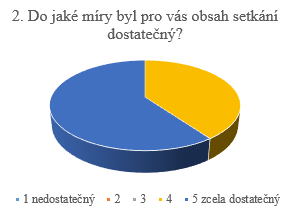 2. Do jaké míry byl pro vás obsah setkání
dostatečný?
1 nedostatečný 2 3 4 5 zcela dostatečný